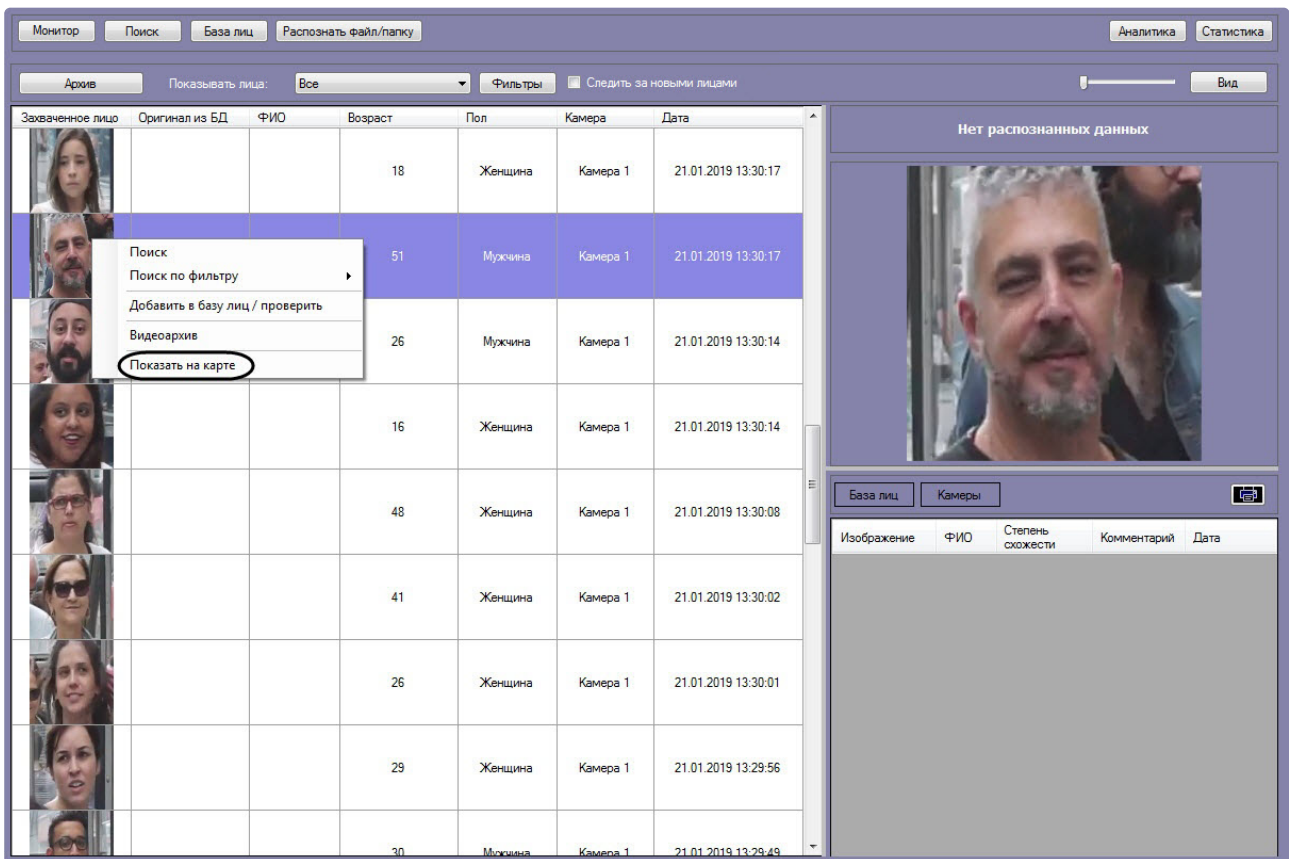 Монитор Поиск База лиц Распознать файл/папку Аналитика Статистика
Архив Показывать лица: Все Фильтры Следить за новыми лицами Вид
Захваченное лицо Оригинал из БД ФИО Возраст Пол Камера Дата
18 Женщина Камера 1 21.01.2019 13:30:17
51 Мужчина Камера 1 21.01.2019 13:30:17
Поиск
Поиск по фильтру
Добавить в базу лиц / проверить
Видеоархив
Показать на карте
26 Мужчина Камера 1 21.01.2019 13:30:14
16 Женщина Камера 1 21.01.2019 13:30:14
48 Женщина Камера 1 21.01.2019 13:30:08
41 Женщина Камера 1 21.01.2019 13:30:02
26 Женщина Камера 1 21.01.2019 13:30:01
29 Женщина Камера 1 21.01.2019 13:29:56
30 Мужчина Камера 1 21.01.2019 13:29:49
Нет распознанных данных
База лиц Камеры
Изображение ФИО Степень схожести Комментарий Дата